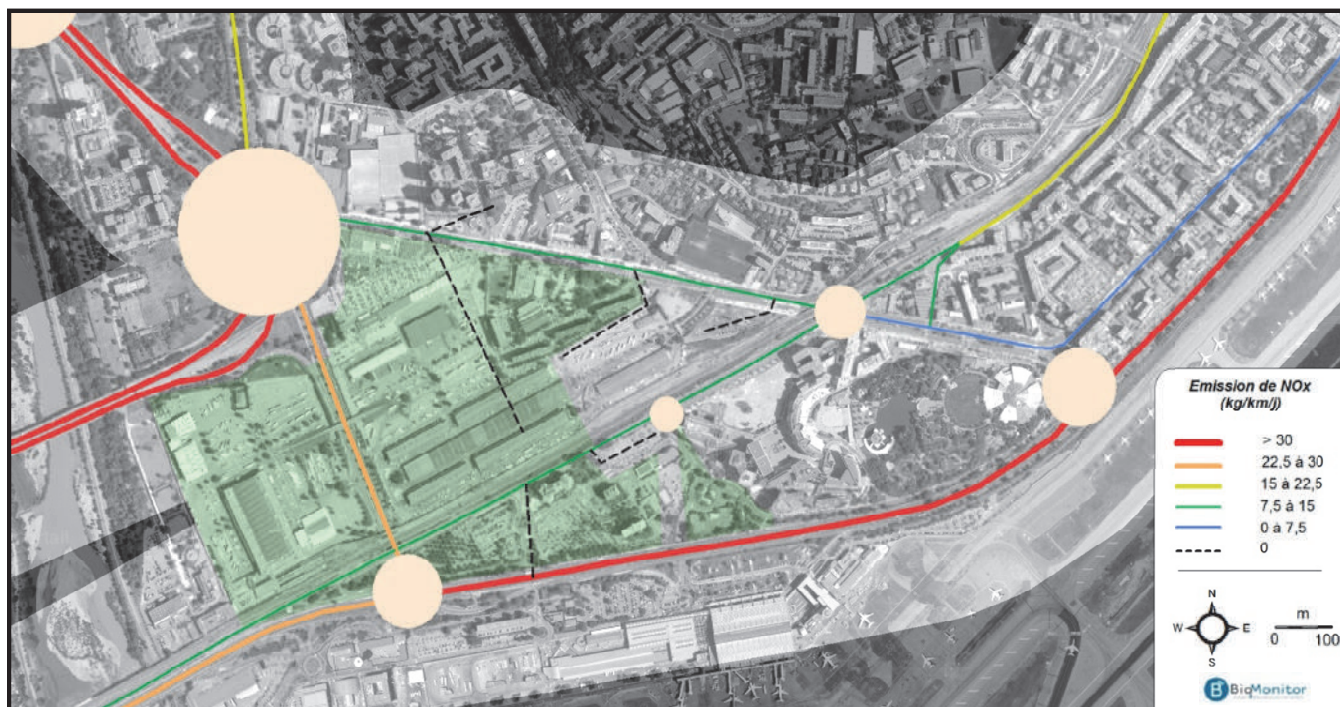 Emission de NOx
(kg/km/j)
> 30
22,5 à 30
15 à 22,5
7,5 à 15
0 à 7,5
0
N
W E
S
m
0 100
BiqMonitor